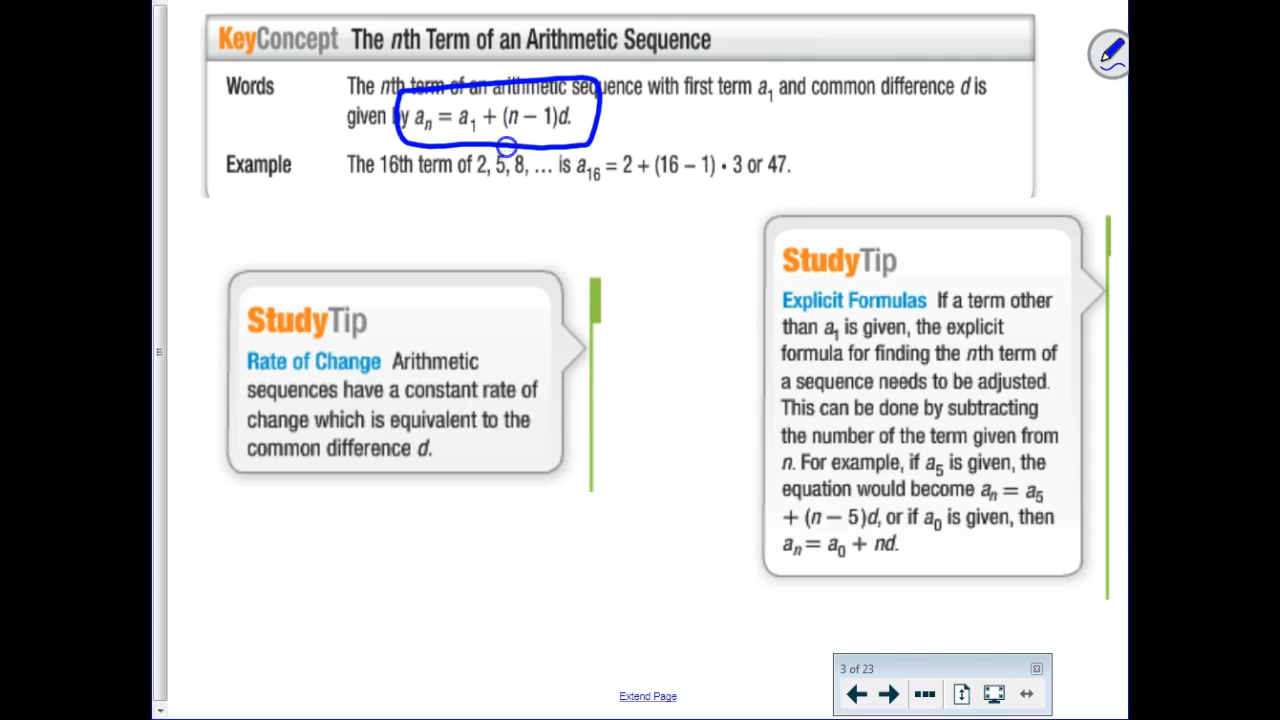 KeyConcept The nth Term of an Arithmetic Sequence
Words The nth term of an arithmetic sequence with first term a₁ and common difference d is
given by aₙ = a₁ + (n − 1)d.
Example The 16th term of 2, 5, 8, … is a₁₆ = 2 + (16 − 1) • 3 or 47.
StudyTip
Rate of Change Arithmetic
sequences have a constant rate of
change which is equivalent to the
common difference d.
StudyTip
Explicit Formulas If a term other
than a₁ is given, the explicit
formula for finding the nth term of
a sequence needs to be adjusted.
This can be done by subtracting
the number of the term given from
n. For example, if a₅ is given, the
equation would become aₙ = a₅
+ (n − 5)d, or if a₀ is given, then
aₙ = a₀ + nd.
3 of 23
Extend Page